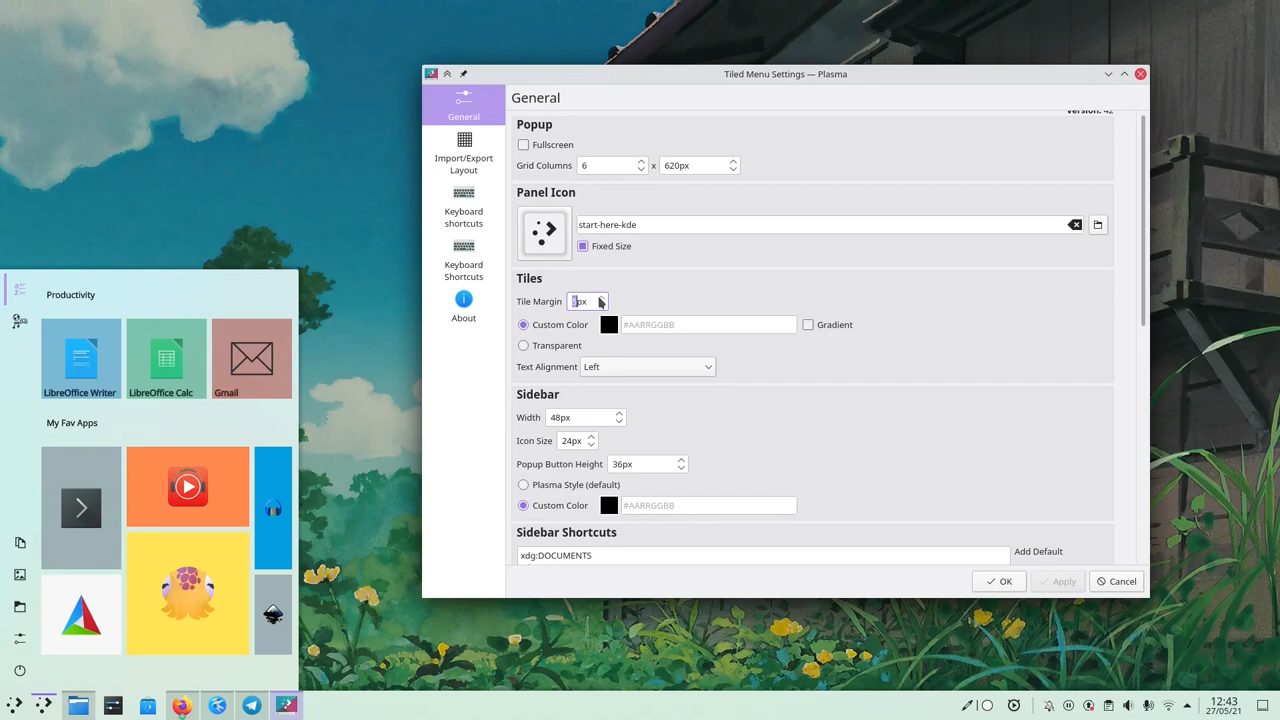 Tiled Menu Settings — Plasma
General
Import/Export
Layout
Keyboard
shortcuts
Keyboard
Shortcuts
About
General
Popup
Fullscreen
Grid Columns 6 x 620px
Panel Icon
start-here-kde
Fixed Size
Tiles
Tile Margin px
Custom Color #AARRGGBB Gradient
Transparent
Text Alignment Left
Sidebar
Width 48px
Icon Size 24px
Popup Button Height 36px
Plasma Style (default)
Custom Color #AARRGGBB
Sidebar Shortcuts
xdg:DOCUMENTS Add Default
OK Apply Cancel
Productivity
LibreOffice Writer LibreOffice Calc Gmail
My Fav Apps
12:43
27/05/21